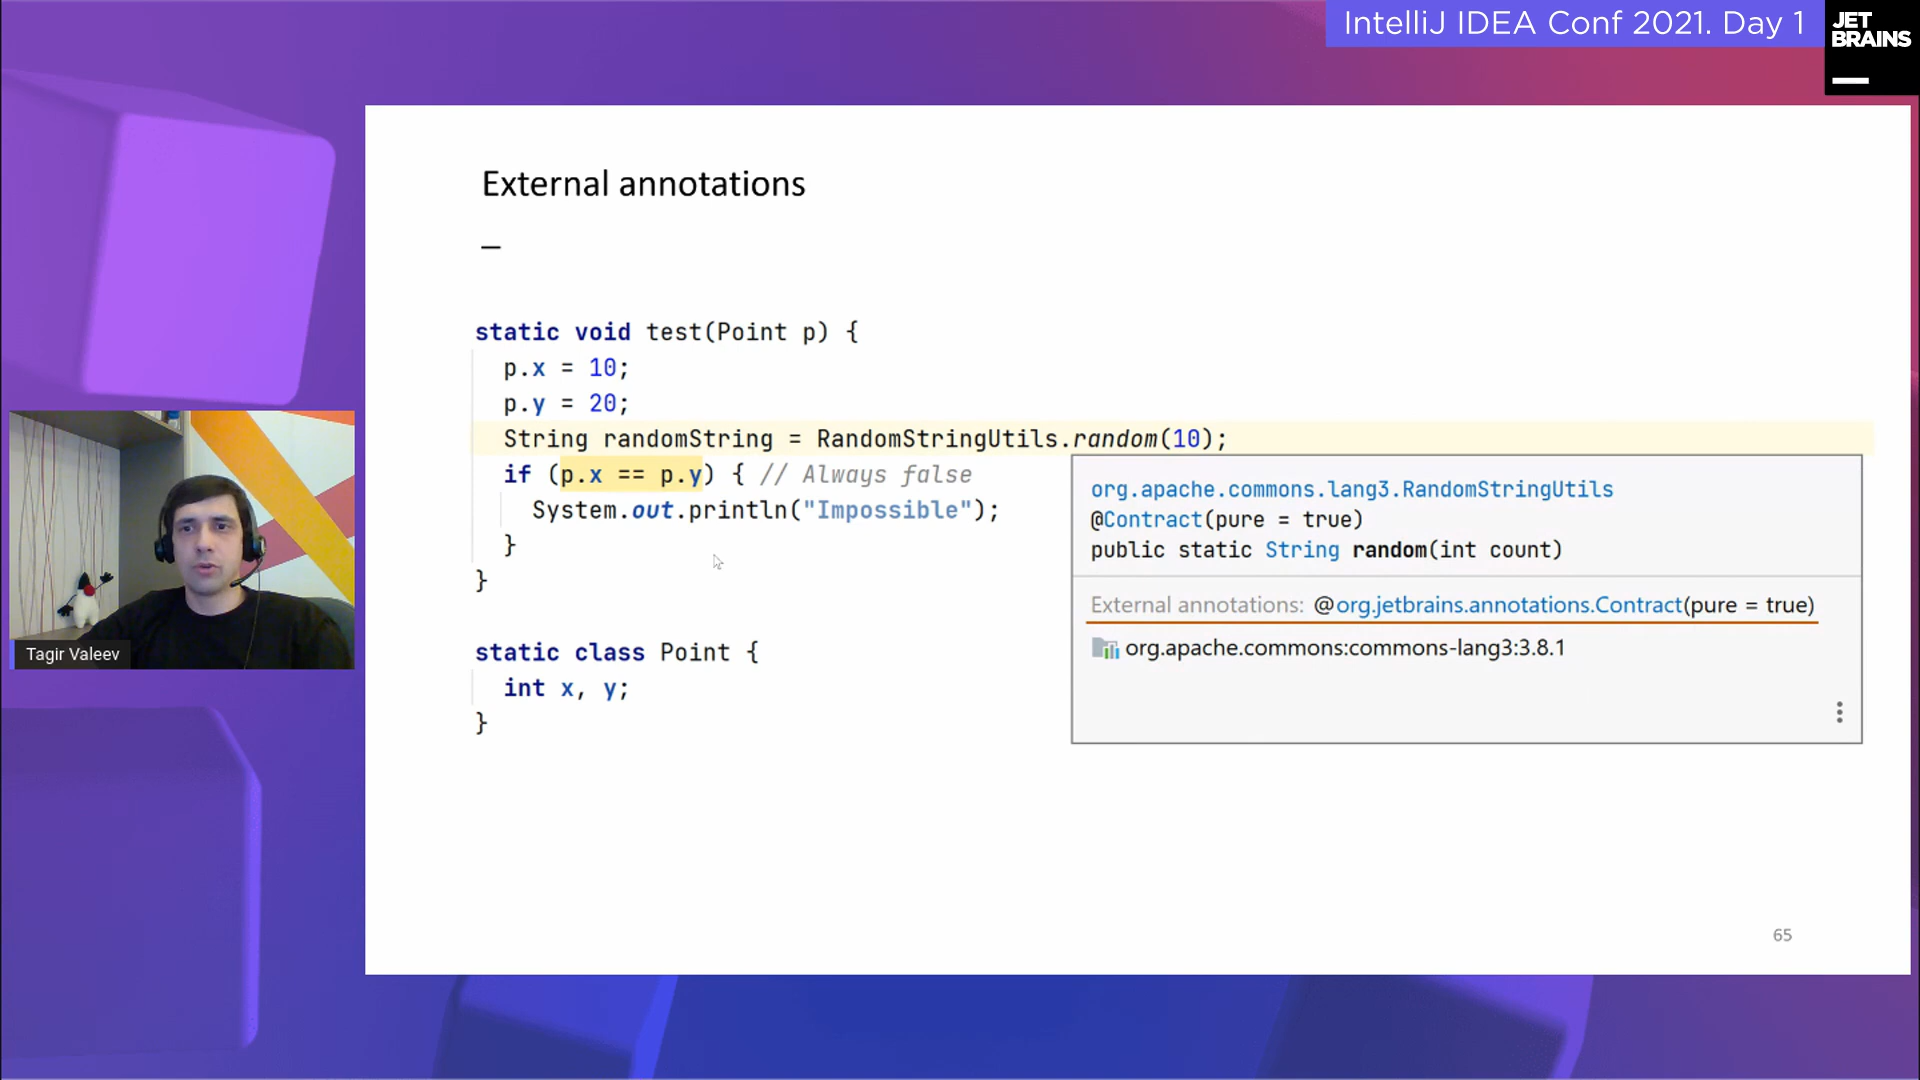 IntelliJ IDEA Conf 2021. Day 1
JET
BRAINS
External annotations
—
static void test(Point p) {
p.x = 10;
p.y = 20;
String randomString = RandomStringUtils.random(10);
if (p.x == p.y) { // Always false
System.out.println("Impossible");
}
}
static class Point {
int x, y;
}
org.apache.commons.lang3.RandomStringUtils
@Contract(pure = true)
public static String random(int count)
External annotations: @org.jetbrains.annotations.Contract(pure = true)
org.apache.commons:commons-lang3:3.8.1
Tagir Valeev
65